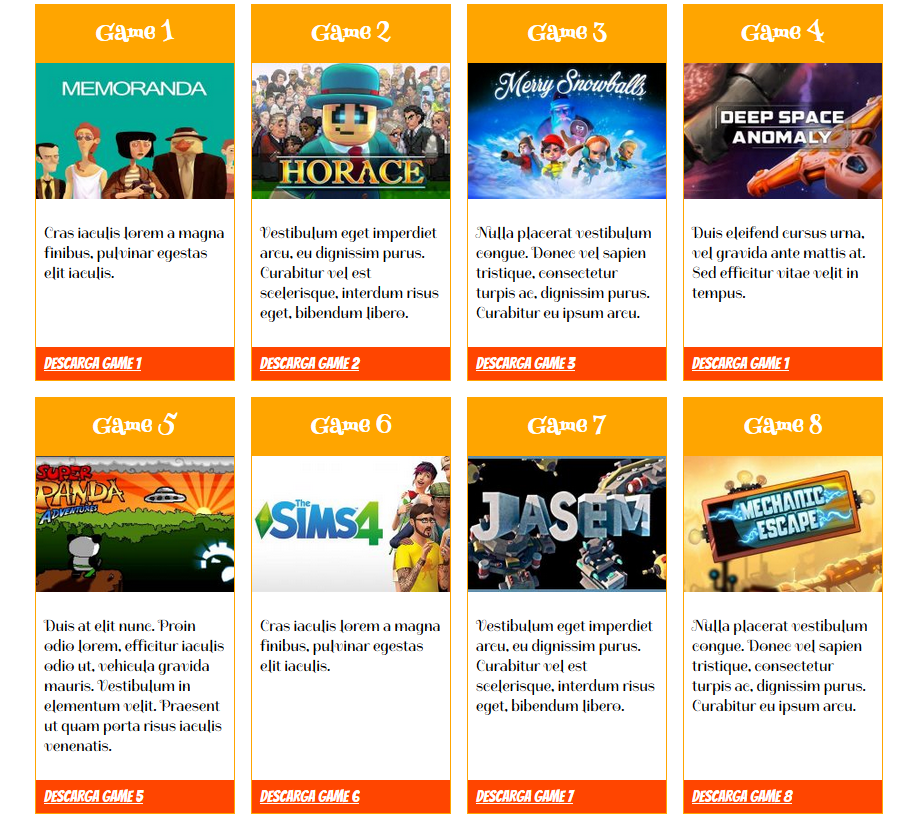 Game 1
MEMORANDA
Cras iaculis lorem a magna
finibus, pulvinar egestas
elit iaculis.
DESCARGA GAME 1
Game 2
HORACE
Vestibulum eget imperdiet
arcu, eu dignissim purus.
Curabitur vel est
scelerisque, interdum risus
eget, bibendum libero.
DESCARGA GAME 2
Game 3
Merry Snowballs
Nulla placerat vestibulum
congue. Donec vel sapien
tristique, consectetur
turpis ac, dignissim purus.
Curabitur eu ipsum arcu.
DESCARGA GAME 3
Game 4
DEEP SPACE
ANOMALY
Duis eleifend cursus urna,
vel gravida ante mattis at.
Sed efficitur vitae velit in
tempus.
DESCARGA GAME 1
Game 5
SUPER
PANDA
ADVENTURES
Duis at elit nunc. Proin
odio lorem, efficitur iaculis
odio ut, vehicula gravida
mauris. Vestibulum in
elementum velit. Praesent
ut quam porta risus iaculis
venenatis.
DESCARGA GAME 5
Game 6
The
SIMS4
Cras iaculis lorem a magna
finibus, pulvinar egestas
elit iaculis.
DESCARGA GAME 6
Game 7
JASEM
Vestibulum eget imperdiet
arcu, eu dignissim purus.
Curabitur vel est
scelerisque, interdum risus
eget, bibendum libero.
DESCARGA GAME 7
Game 8
MECHANIC
ESCAPE
Nulla placerat vestibulum
congue. Donec vel sapien
tristique, consectetur
turpis ac, dignissim purus.
Curabitur eu ipsum arcu.
DESCARGA GAME 8